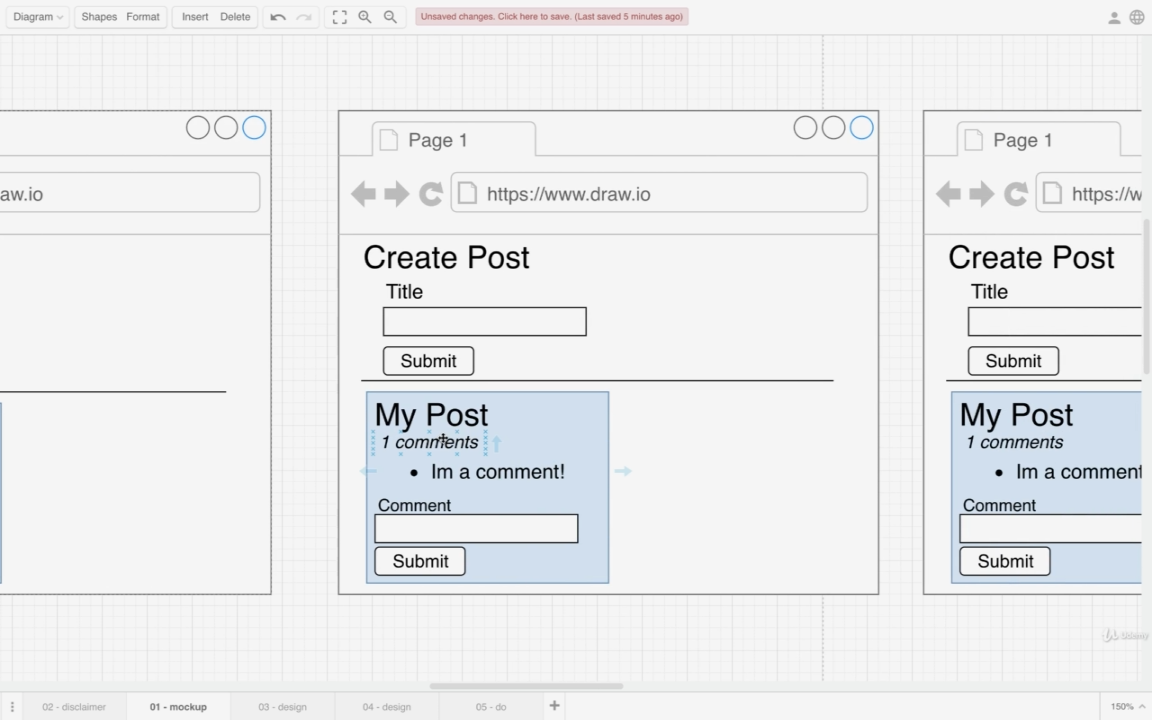 Diagram Shapes Format Insert Delete Unsaved changes. Click here to save. (Last saved 5 minutes ago)
aw.io
Page 1
https://www.draw.io
Create Post
Title
Submit
My Post
1 comments
• Im a comment!
Comment
Submit
Page 1
https://w
Create Post
Title
Submit
My Post
1 comments
• Im a comment
Comment
Submit
Udemy
02 - disclaimer 01 - mockup 03 - design 04 - design 05 - do 150%